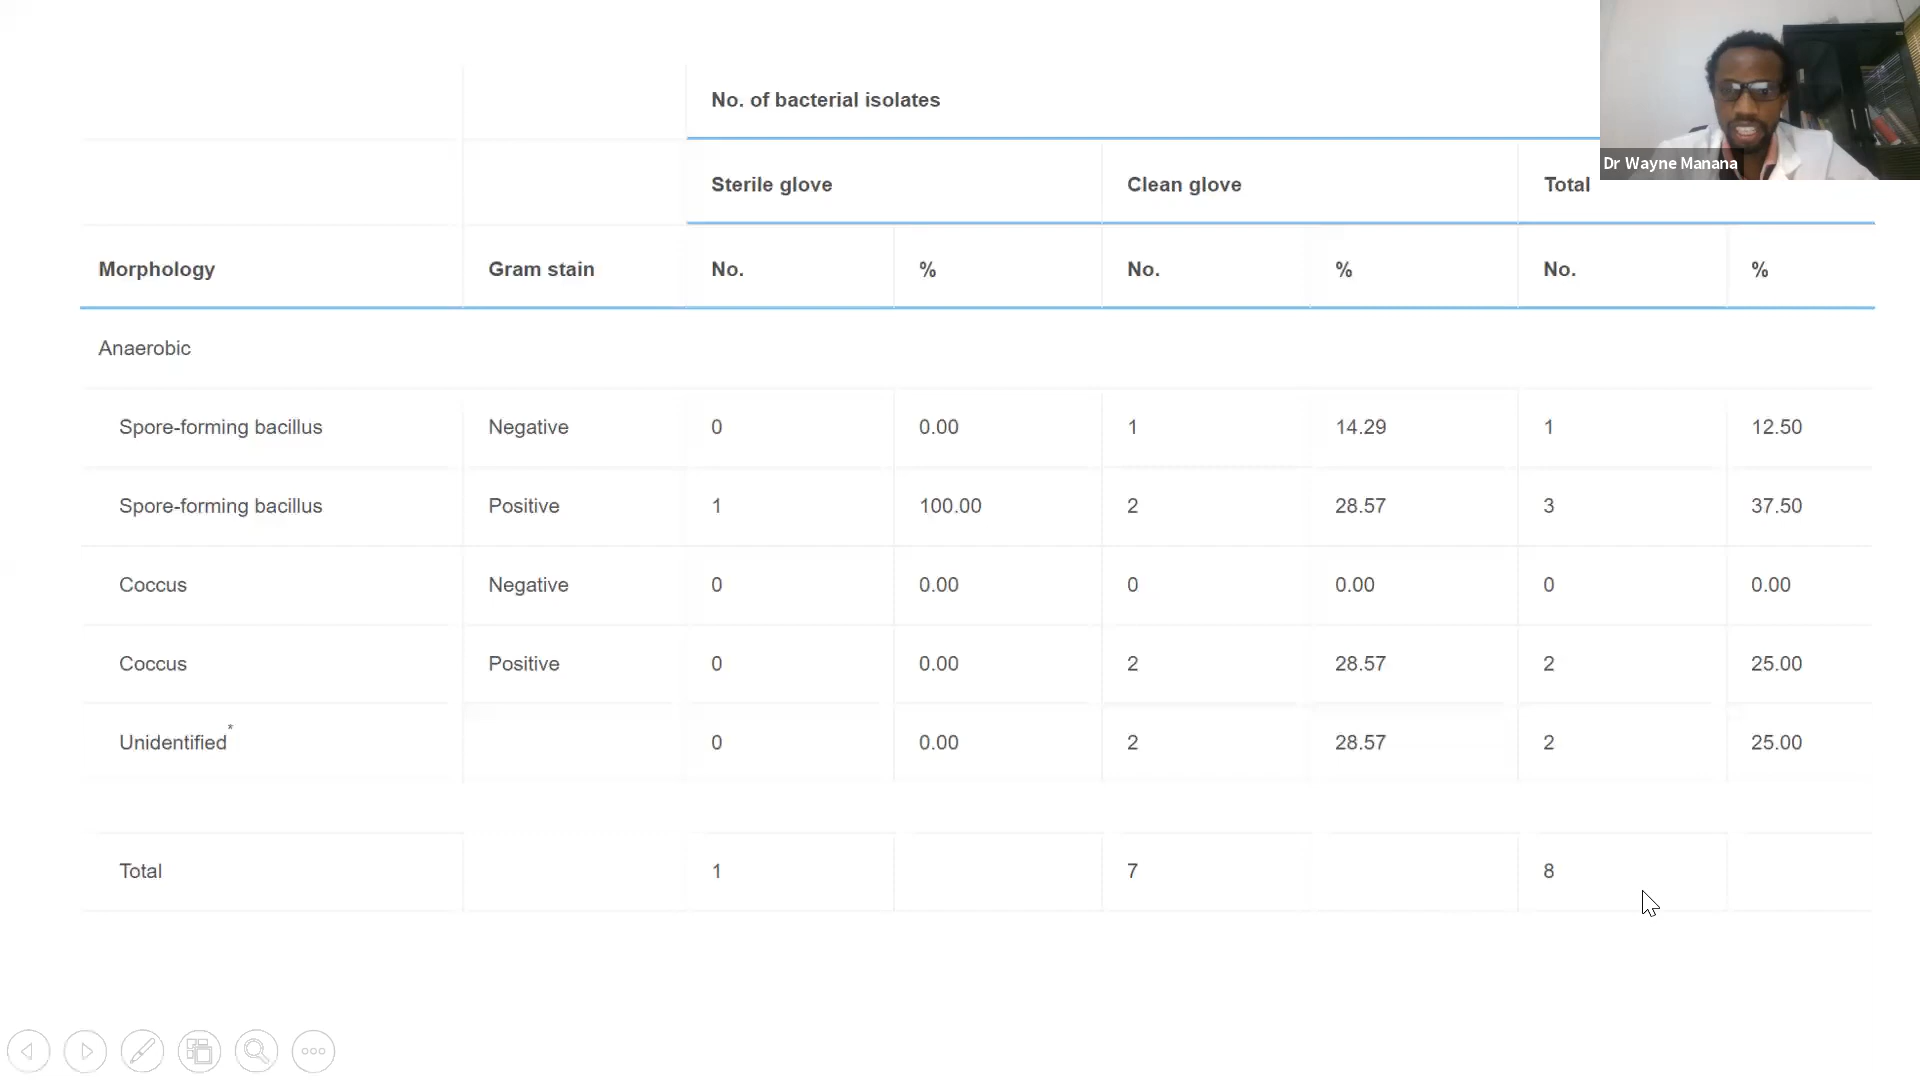 No. of bacterial isolates
Dr Wayne Manana
Sterile glove Clean glove Total
Morphology Gram stain No. % No. % No. %
Anaerobic
Spore-forming bacillus Negative 0 0.00 1 14.29 1 12.50
Spore-forming bacillus Positive 1 100.00 2 28.57 3 37.50
Coccus Negative 0 0.00 0 0.00 0 0.00
Coccus Positive 0 0.00 2 28.57 2 25.00
Unidentified* 0 0.00 2 28.57 2 25.00
Total 1 7 8